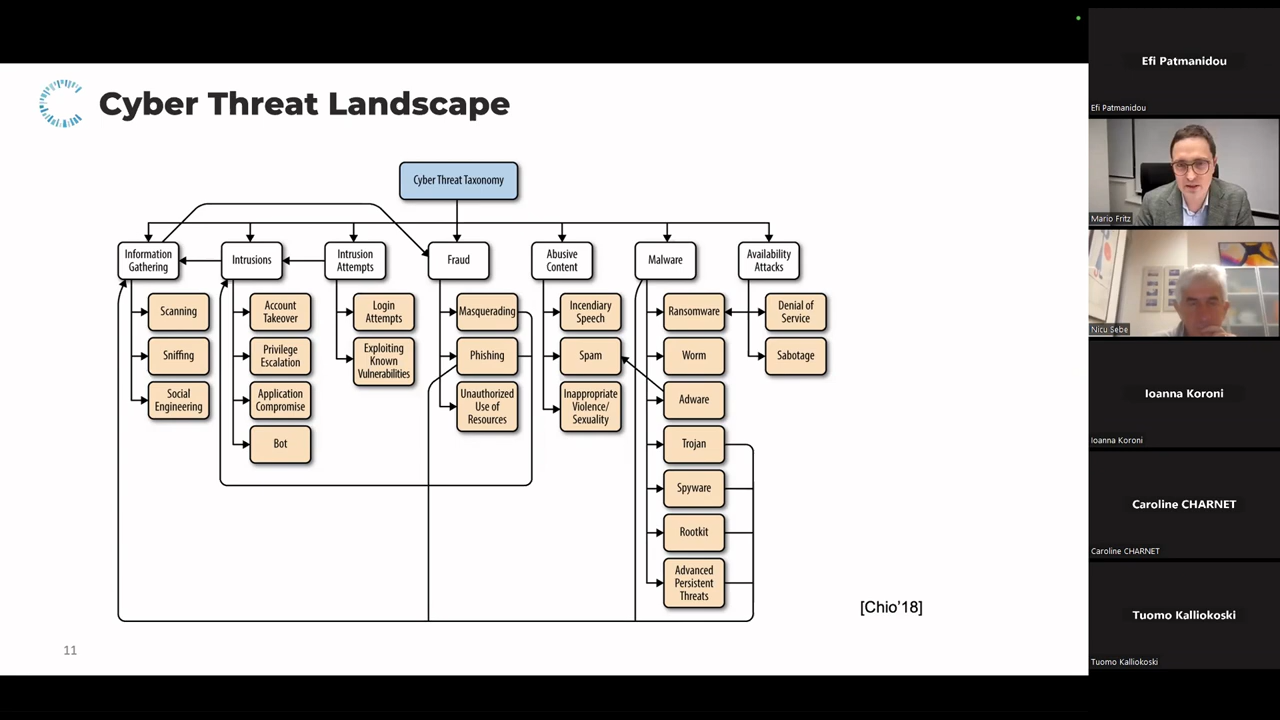 Cyber Threat Landscape
Cyber Threat Taxonomy
Information
Gathering
Intrusions
Intrusion
Attempts
Fraud
Abusive
Content
Malware
Availability
Attacks
Scanning
Sniffing
Social
Engineering
Account
Takeover
Privilege
Escalation
Application
Compromise
Bot
Login
Attempts
Exploiting
Known
Vulnerabilities
Masquerading
Phishing
Unauthorized
Use of
Resources
Incendiary
Speech
Spam
Inappropriate
Violence/
Sexuality
Ransomware
Worm
Adware
Trojan
Spyware
Rootkit
Advanced
Persistent
Threats
Denial of
Service
Sabotage
[Chio'18]
11
Efi Patmanidou
Efi Patmanidou
Mario Fritz
Nicu Sebe
Ioanna Koroni
Ioanna Koroni
Caroline CHARNET
Caroline CHARNET
Tuomo Kalliokoski
Tuomo Kalliokoski